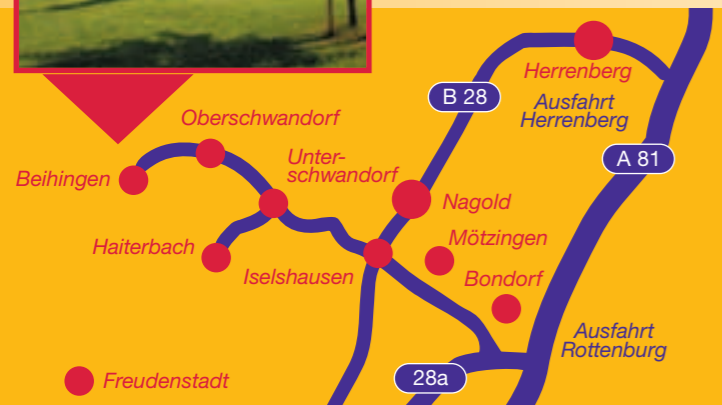 Herrenberg
B 28
Ausfahrt
Herrenberg
Oberschwandorf
A 81
Unter-
schwandorf
Beihingen
Nagold
Mötzingen
Haiterbach
Iselshausen
Bondorf
Ausfahrt
Rottenburg
28a
Freudenstadt